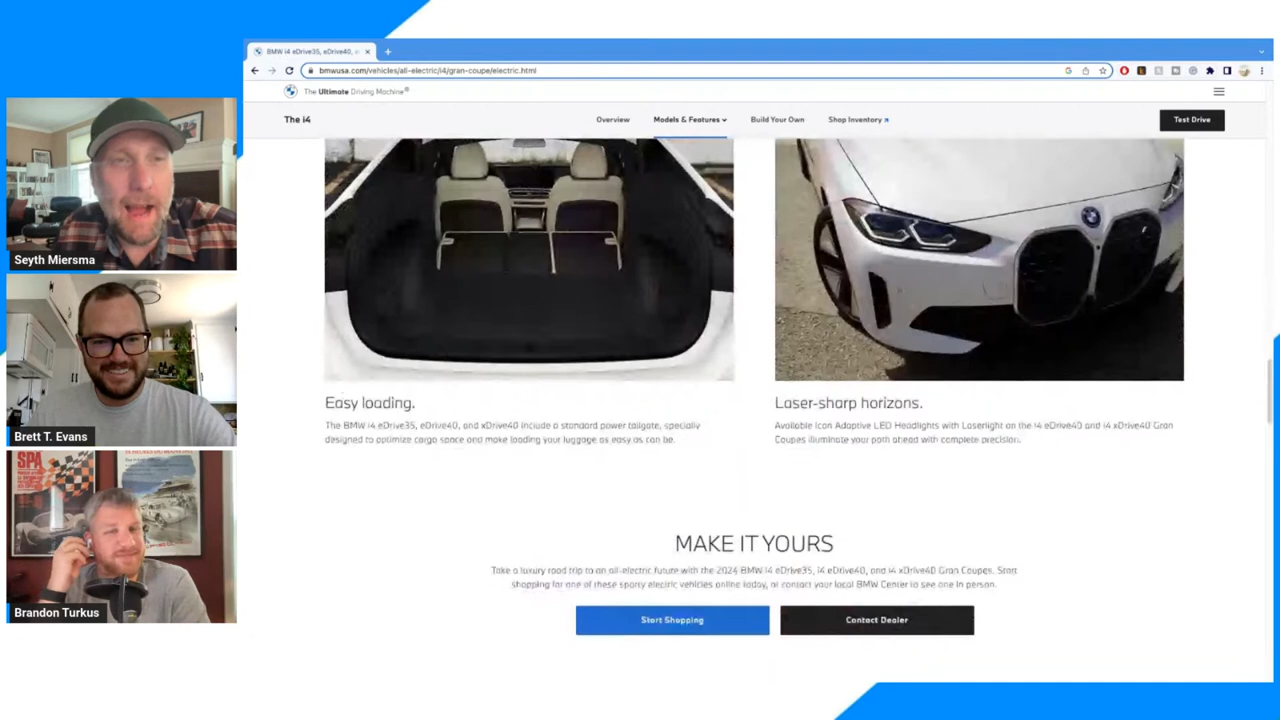 BMW i4 eDrive35, eDrive40, x
bmwusa.com/vehicles/all-electric/i4/gran-coupe/electric.html
The Ultimate Driving Machine®
The i4
Overview
Models & Features
Build Your Own
Shop Inventory
Test Drive
Seyth Miersma
Brett T. Evans
SPA
Brandon Turkus
Easy loading.
The BMW i4 eDrive35, eDrive40, and xDrive40 include a standard power tailgate, specially
designed to optimize cargo space and make loading your luggage as easy as can be.
Laser-sharp horizons.
Available Icon Adaptive LED Headlights with Laserlight on the i4 eDrive40 and i4 xDrive40 Gran
Coupes illuminate your path ahead with complete precision.
MAKE IT YOURS
Take a luxury road trip to an all-electric future with the 2024 BMW i4 eDrive35, i4 eDrive40, and i4 xDrive40 Gran Coupes. Start
shopping for one of these sporty electric vehicles online today, or contact your local BMW Center to see one in person.
Start Shopping
Contact Dealer